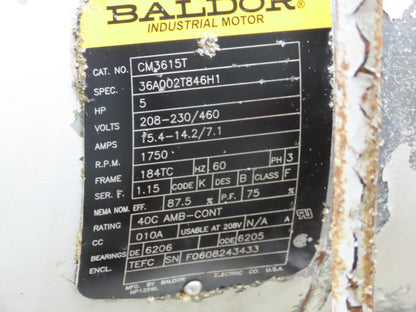 BALDOR®
INDUSTRIAL MOTOR
CAT. NO. CM3615T
SPEC. 36A002T846H1
HP 5
VOLTS 208-230/460
AMPS 15.4-14.2/7.1
R.P.M. 1750
FRAME 184TC HZ 60 PH 3
SER. F. 1.15 CODE K DES B CLASS F
NEMA NOM. EFF. 87.5 % P.F. 75 %
RATING 40C AMB-CONT
CC 010A USABLE AT 208V N/A A
BEARINGS DE 6206 ODE 6205
ENCL. TEFC SN F0608243433
MFG. BY BALDOR ELECTRIC CO. U.S.A.
NP1256L